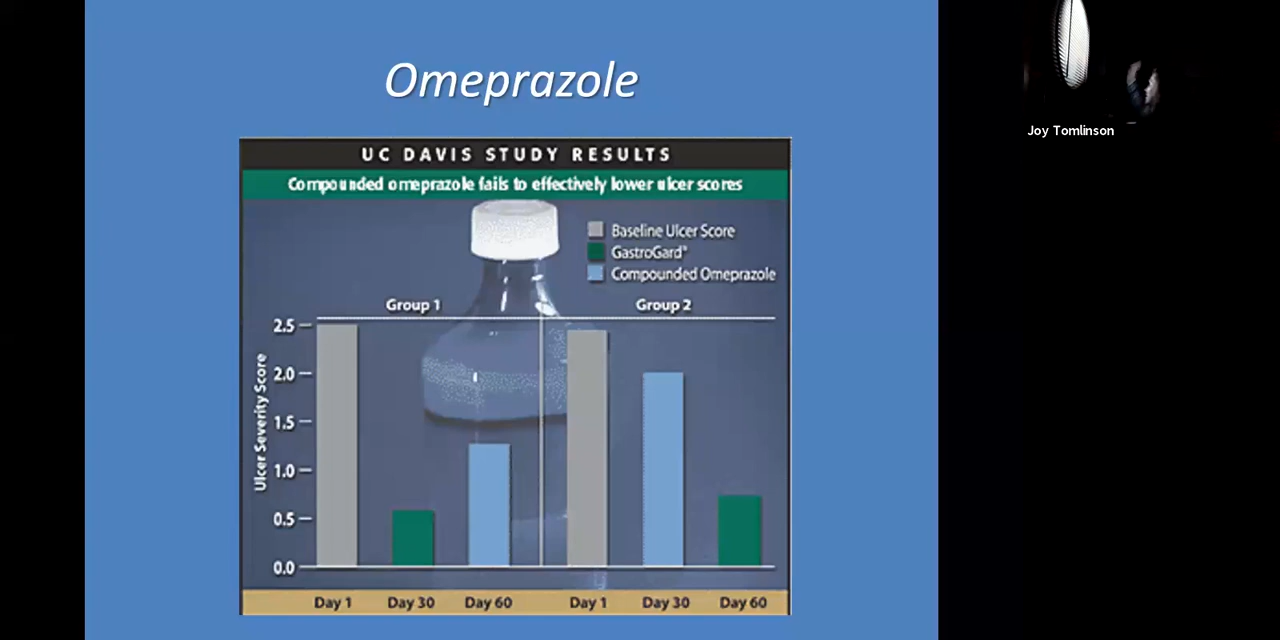 Omeprazole
Joy Tomlinson
UC DAVIS STUDY RESULTS
Compounded omeprazole fails to effectively lower ulcer scores
Baseline Ulcer Score
GastroGard®
Compounded Omeprazole
Group 1
Group 2
Ulcer Severity Score
2.5
2.0
1.5
1.0
0.5
0.0
Day 1 Day 30 Day 60 Day 1 Day 30 Day 60